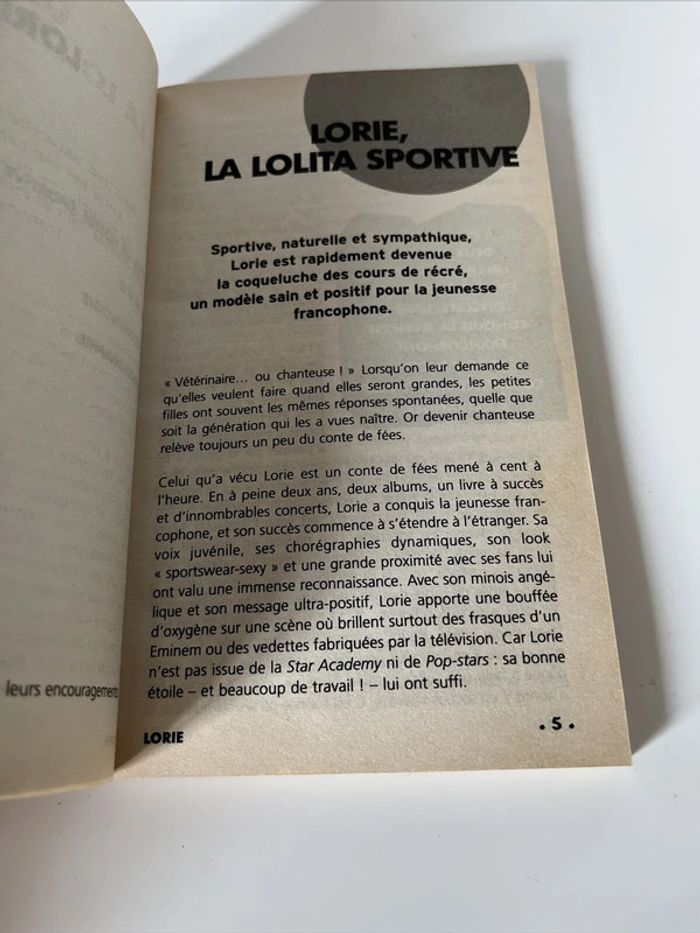 leurs encouragements
LORIE,
LA LOLITA SPORTIVE
Sportive, naturelle et sympathique,
Lorie est rapidement devenue
la coqueluche des cours de récré,
un modèle sain et positif pour la jeunesse
francophone.
« Vétérinaire... ou chanteuse ! » Lorsqu'on leur demande ce
qu'elles veulent faire quand elles seront grandes, les petites
filles ont souvent les mêmes réponses spontanées, quelle que
soit la génération qui les a vues naître. Or devenir chanteuse
relève toujours un peu du conte de fées.
Celui qu'a vécu Lorie est un conte de fées mené à cent à
l'heure. En à peine deux ans, deux albums, un livre à succès
et d'innombrables concerts, Lorie a conquis la jeunesse fran-
cophone, et son succès commence à s'étendre à l'étranger. Sa
voix juvénile, ses chorégraphies dynamiques, son look
« sportswear-sexy » et une grande proximité avec ses fans lui
ont valu une immense reconnaissance. Avec son minois angé-
lique et son message ultra-positif, Lorie apporte une bouffée
d'oxygène sur une scène où brillent surtout des frasques d'un
Eminem ou des vedettes fabriquées par la télévision. Car Lorie
n'est pas issue de la Star Academy ni de Pop-stars : sa bonne
étoile – et beaucoup de travail ! – lui ont suffi.
LORIE
• 5 •